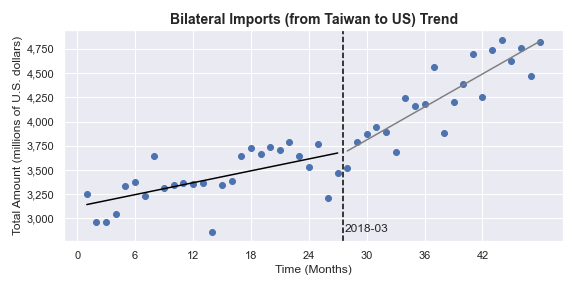 Bilateral Imports (from Taiwan to US) Trend
Total Amount (millions of U.S. dollars)
4,750
4,500
4,250
4,000
3,750
3,500
3,250
3,000
2018-03
0 6 12 18 24 30 36 42
Time (Months)